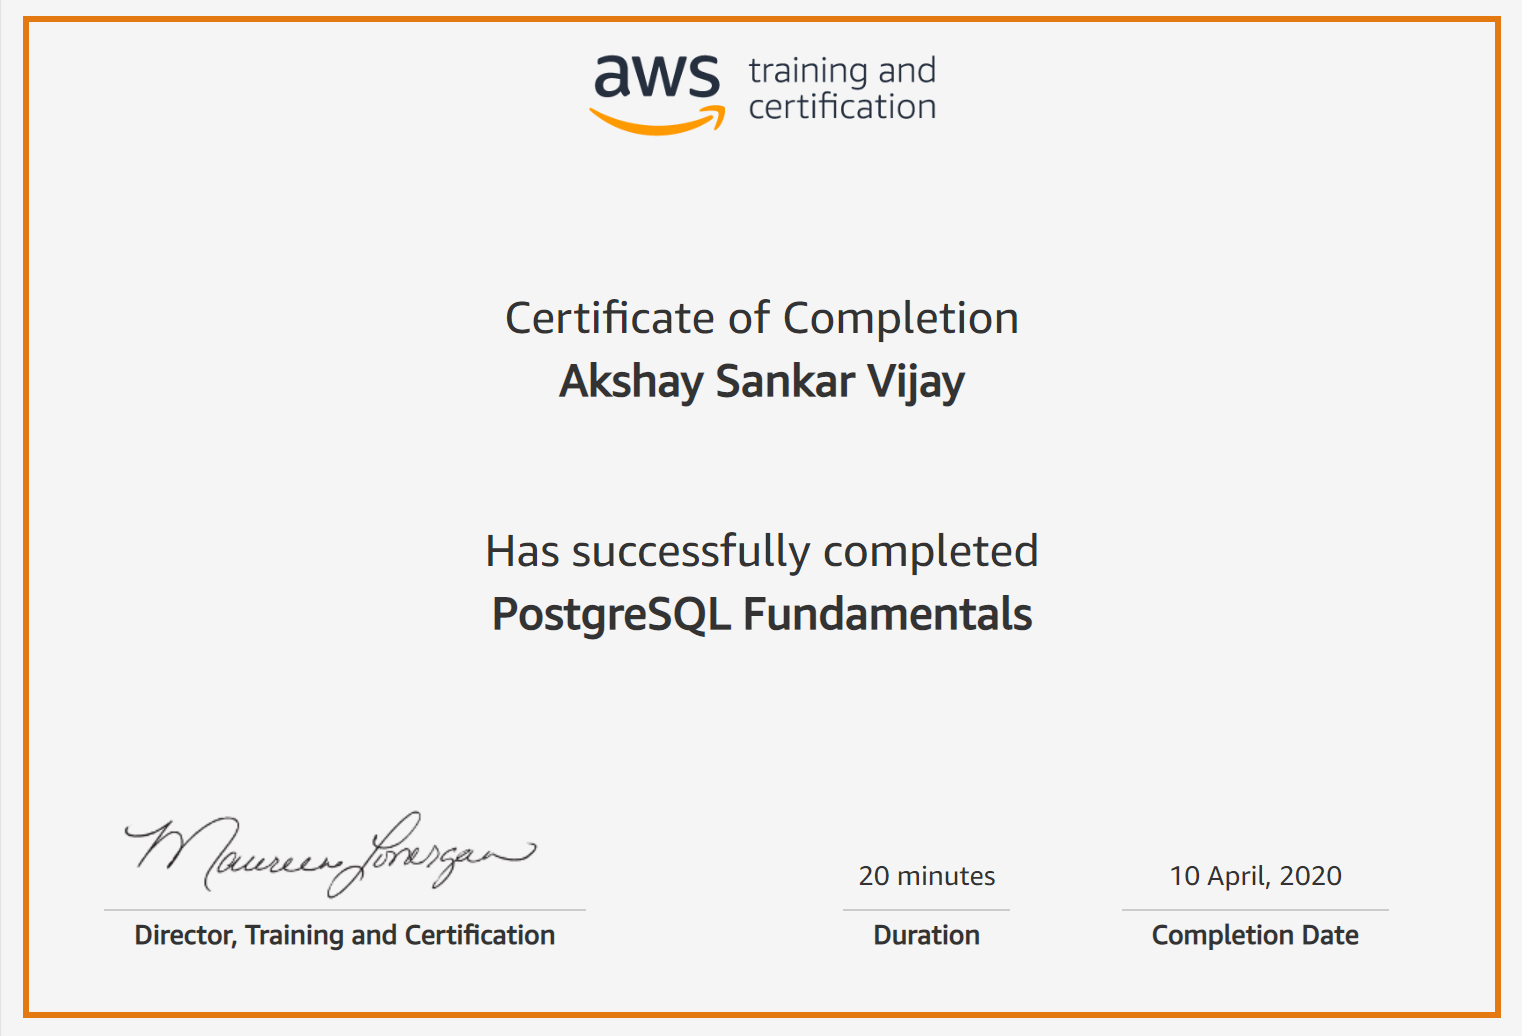 aws training and
certification
Certificate of Completion
Akshay Sankar Vijay
Has successfully completed
PostgreSQL Fundamentals
Maureen Lonergan
20 minutes
10 April, 2020
Director, Training and Certification
Duration
Completion Date